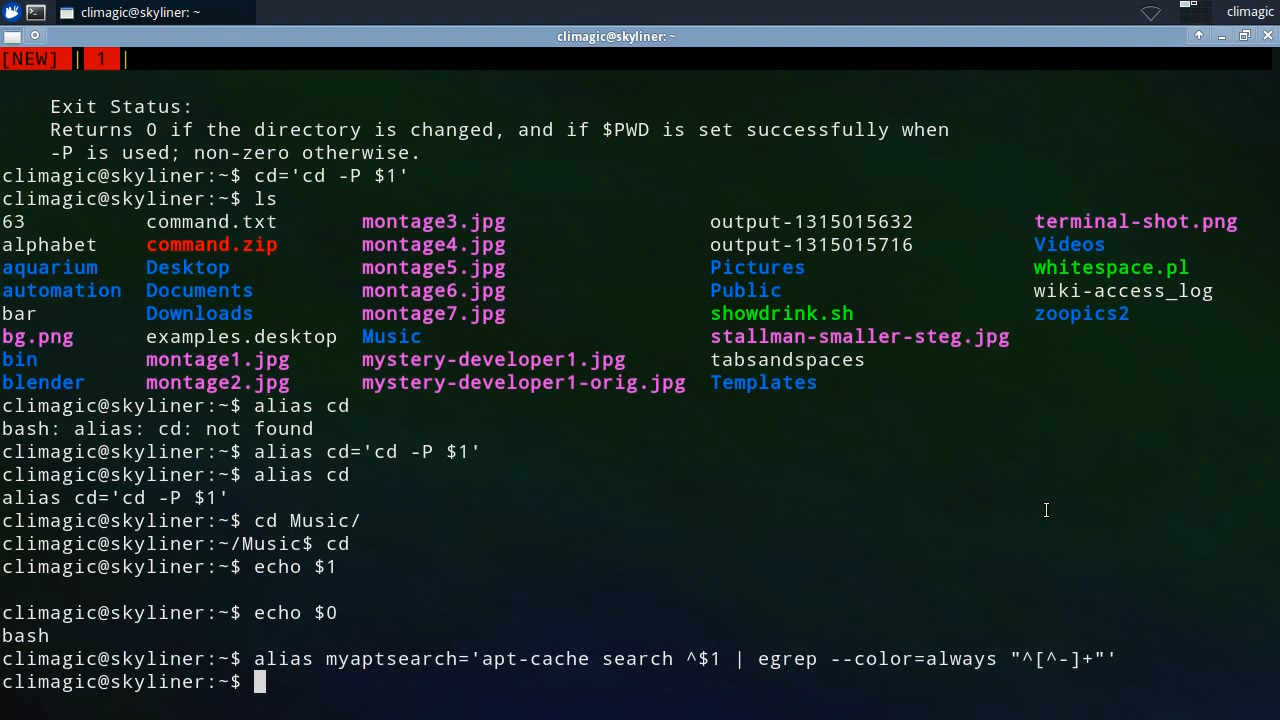 climagic@skyliner: ~ climagic
climagic@skyliner: ~
[NEW] | 1 |
Exit Status:
Returns 0 if the directory is changed, and if $PWD is set successfully when
-P is used; non-zero otherwise.
climagic@skyliner:~$ cd='cd -P $1'
climagic@skyliner:~$ ls
63 command.txt montage3.jpg output-1315015632 terminal-shot.png
alphabet command.zip montage4.jpg output-1315015716 Videos
aquarium Desktop montage5.jpg Pictures whitespace.pl
automation Documents montage6.jpg Public wiki-access_log
bar Downloads montage7.jpg showdrink.sh zoopics2
bg.png examples.desktop Music stallman-smaller-steg.jpg
bin montage1.jpg mystery-developer1.jpg tabsandspaces
blender montage2.jpg mystery-developer1-orig.jpg Templates
climagic@skyliner:~$ alias cd
bash: alias: cd: not found
climagic@skyliner:~$ alias cd='cd -P $1'
climagic@skyliner:~$ alias cd
alias cd='cd -P $1'
climagic@skyliner:~$ cd Music/
climagic@skyliner:~/Music$ cd
climagic@skyliner:~$ echo $1
climagic@skyliner:~$ echo $0
bash
climagic@skyliner:~$ alias myaptsearch='apt-cache search ^$1 | egrep --color=always "^[^-]+"'
climagic@skyliner:~$